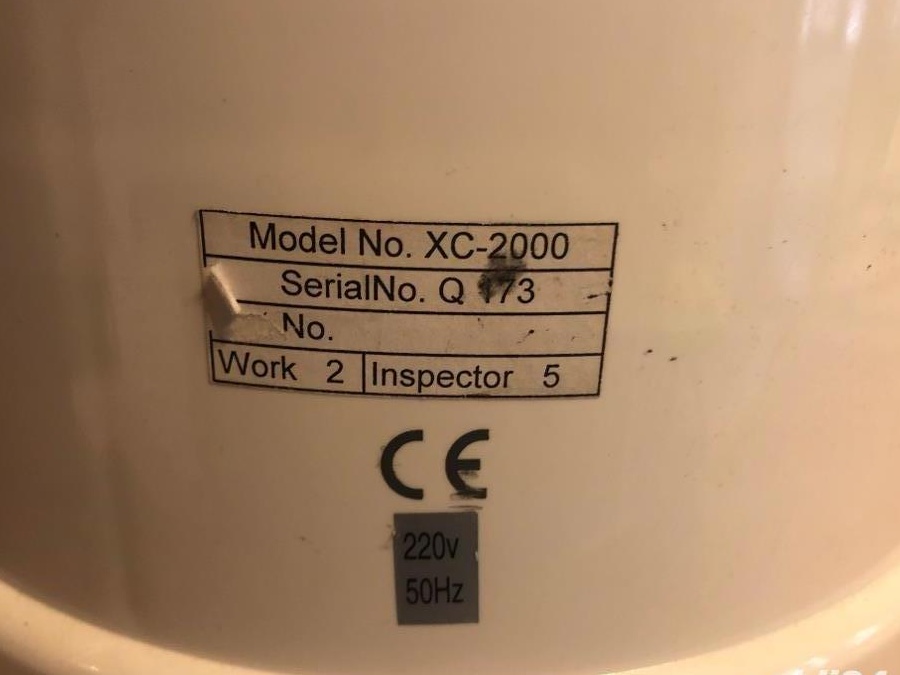 Model No. XC-2000
SerialNo. Q 173
No.
Work 2 Inspector 5
CE
220v
50Hz